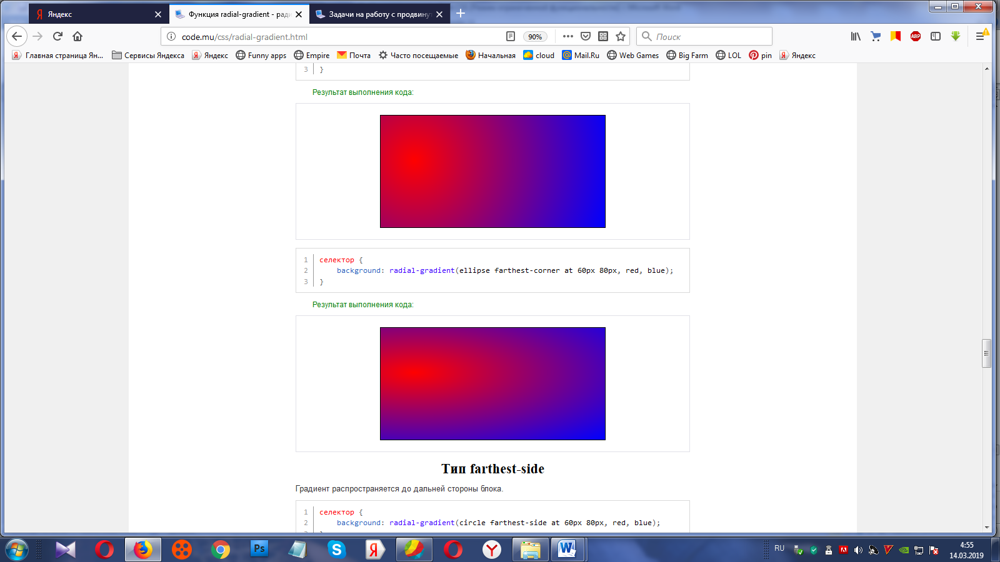 Яндекс
Функция radial-gradient - ради
Задачи на работу с продвинут
code.mu/css/radial-gradient.html
90%
Поиск
Главная страница Ян...
Сервисы Яндекса
Яндекс
Funny apps
Empire
Почта
Часто посещаемые
Начальная
cloud
Mail.Ru
Web Games
Big Farm
LOL
pin
Яндекс
3 }
Результат выполнения кода:
1 селектор {
2 background: radial-gradient(ellipse farthest-corner at 60px 80px, red, blue);
3 }
Результат выполнения кода:
Тип farthest-side
Градиент распространяется до дальней стороны блока.
1 селектор {
2 background: radial-gradient(circle farthest-side at 60px 80px, red, blue);
RU
4:55
14.03.2019